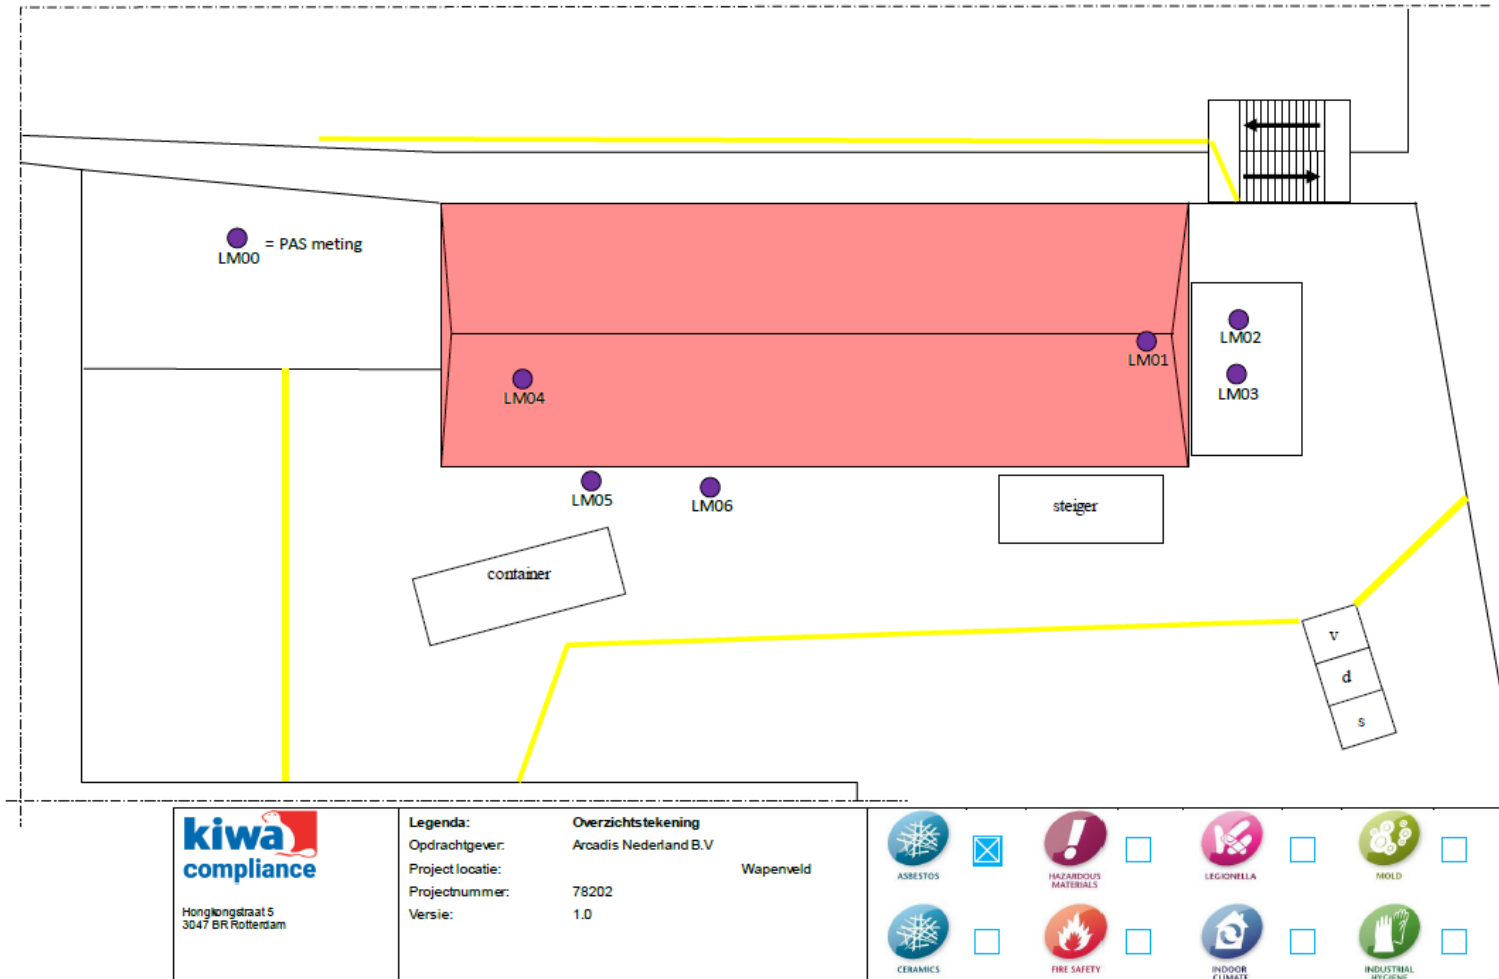 LM00
= PAS meting
LM01
LM02
LM03
LM04
LM05
LM06
steiger
container
v
d
s
kiwa
compliance
Hongkongstraat 5
3047 BR Rotterdam
Legenda: Overzichtstekening
Opdrachtgever: Arcadis Nederland B.V
Project locatie: Wapenveld
Projectnummer: 78202
Versie: 1.0
ASBESTOS
HAZARDOUS
MATERIALS
LEGIONELLA
MOLD
CERAMICS
FIRE SAFETY
INDOOR
CLIMATE
INDUSTRIAL
HYGIENE